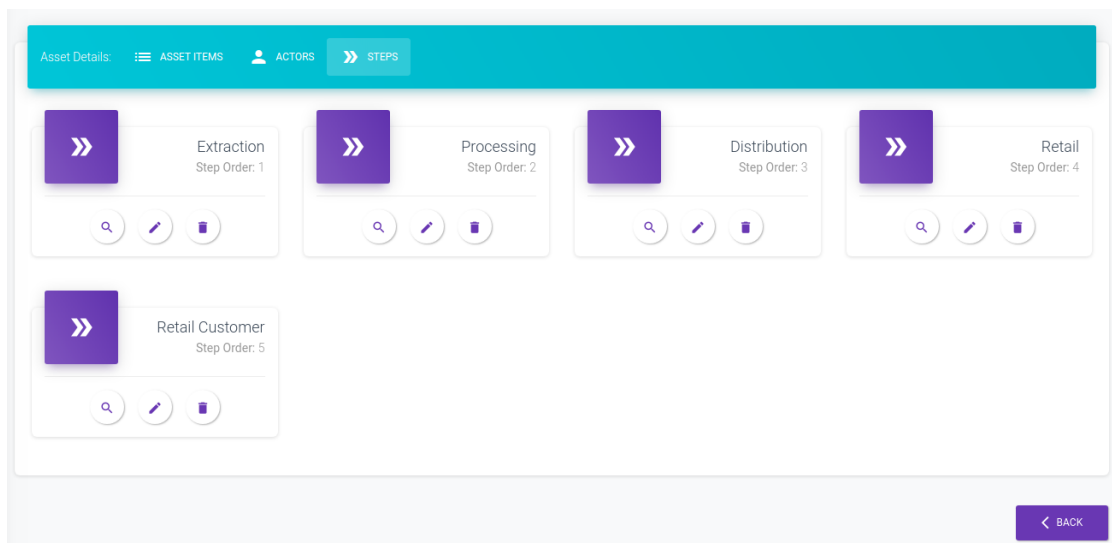 Asset Details: ASSET ITEMS ACTORS STEPS
Extraction
Step Order: 1
Processing
Step Order: 2
Distribution
Step Order: 3
Retail
Step Order: 4
Retail Customer
Step Order: 5
BACK